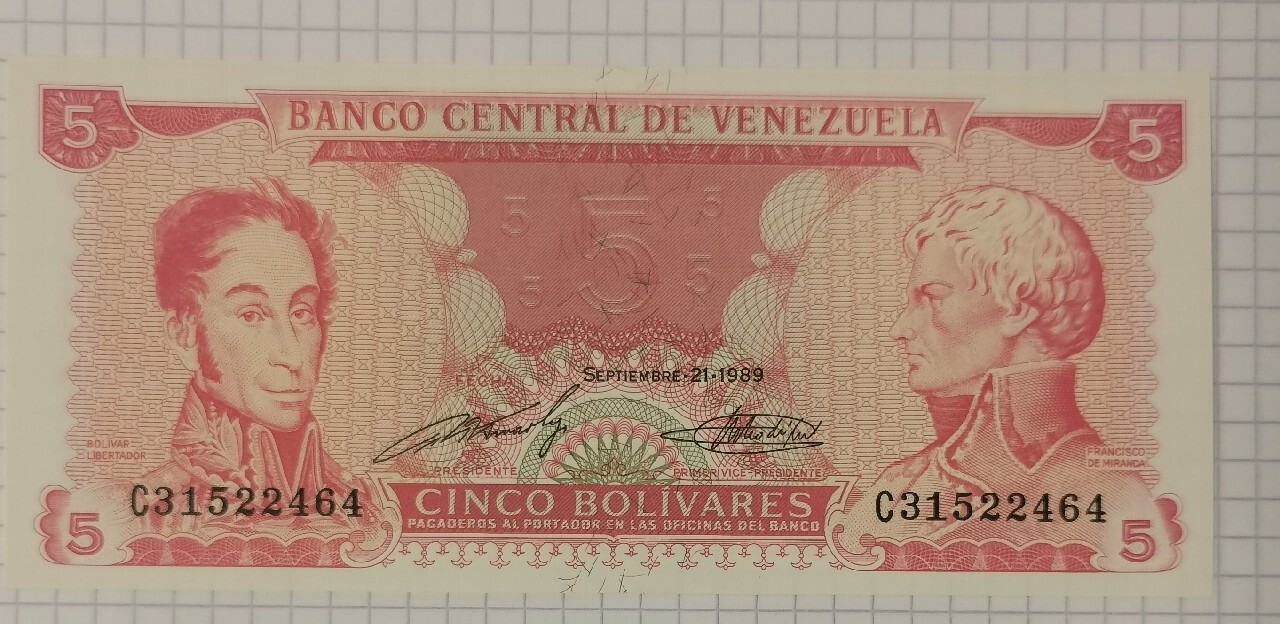 5 5
BANCO CENTRAL DE VENEZUELA
5 5 5
5 5
FECHA SEPTIEMBRE-21-1989
BOLIVAR
LIBERTADOR
FRANCISCO
DE MIRANDA
PRESIDENTE PRIMER VICE-PRESIDENTE
C31522464 C31522464
CINCO BOLÍVARES
PAGADEROS AL PORTADOR EN LAS OFICINAS DEL BANCO
5 5